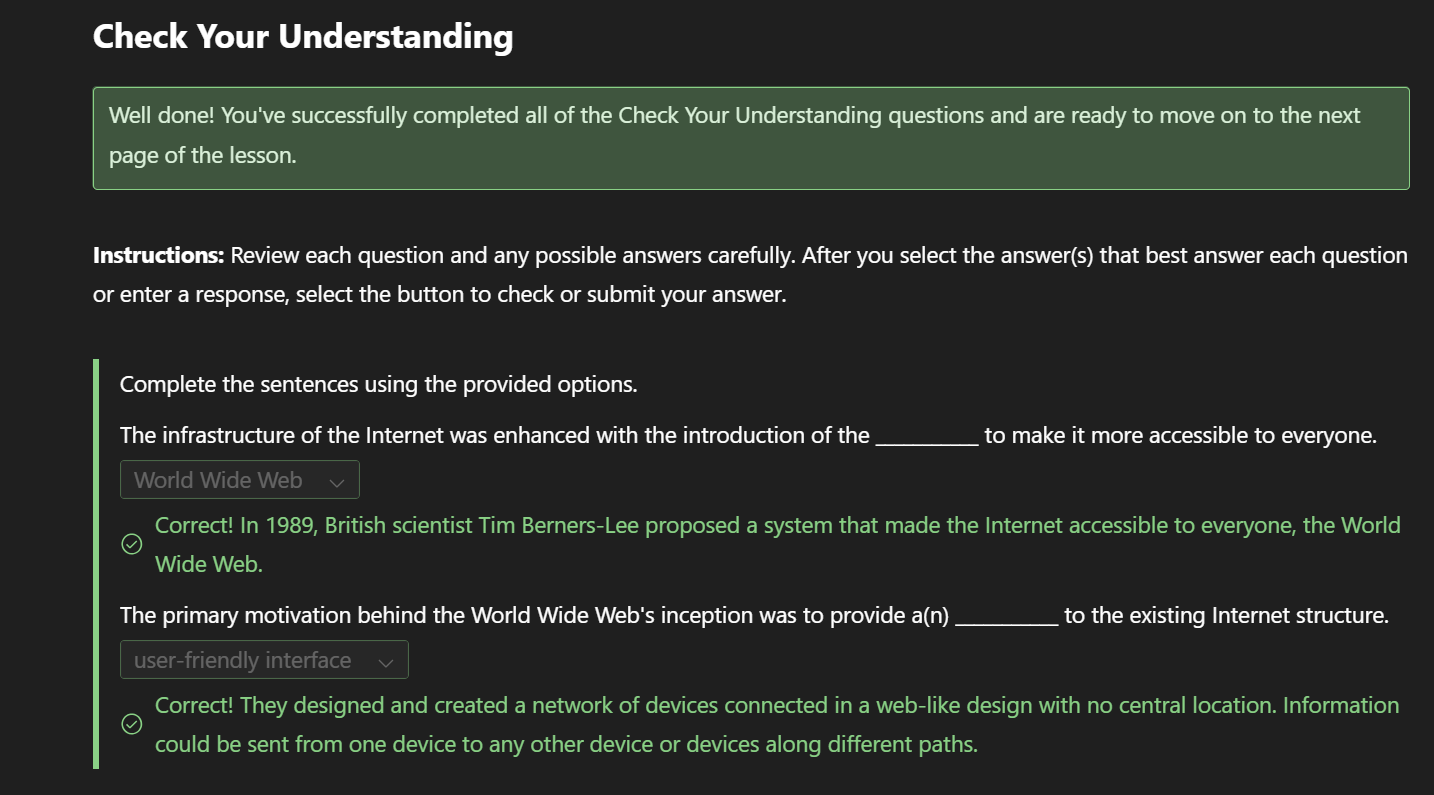 Check Your Understanding
Well done! You've successfully completed all of the Check Your Understanding questions and are ready to move on to the next
page of the lesson.
Instructions: Review each question and any possible answers carefully. After you select the answer(s) that best answer each question
or enter a response, select the button to check or submit your answer.
Complete the sentences using the provided options.
The infrastructure of the Internet was enhanced with the introduction of the _________ to make it more accessible to everyone.
World Wide Web
Correct! In 1989, British scientist Tim Berners-Lee proposed a system that made the Internet accessible to everyone, the World
Wide Web.
The primary motivation behind the World Wide Web's inception was to provide a(n) _________ to the existing Internet structure.
user-friendly interface
Correct! They designed and created a network of devices connected in a web-like design with no central location. Information
could be sent from one device to any other device or devices along different paths.